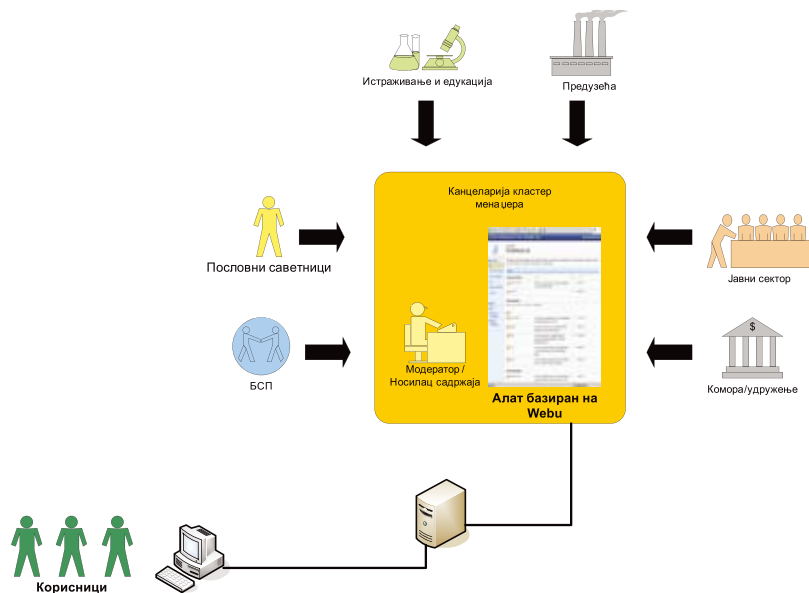 Истраживање и едукација
Предузећа
Канцеларија кластер
менаџера
Пословни саветници
Јавни сектор
$
БСП
Модератор /
Носилац садржаја
Комора/удружење
Алат базиран на
Webu
Корисници